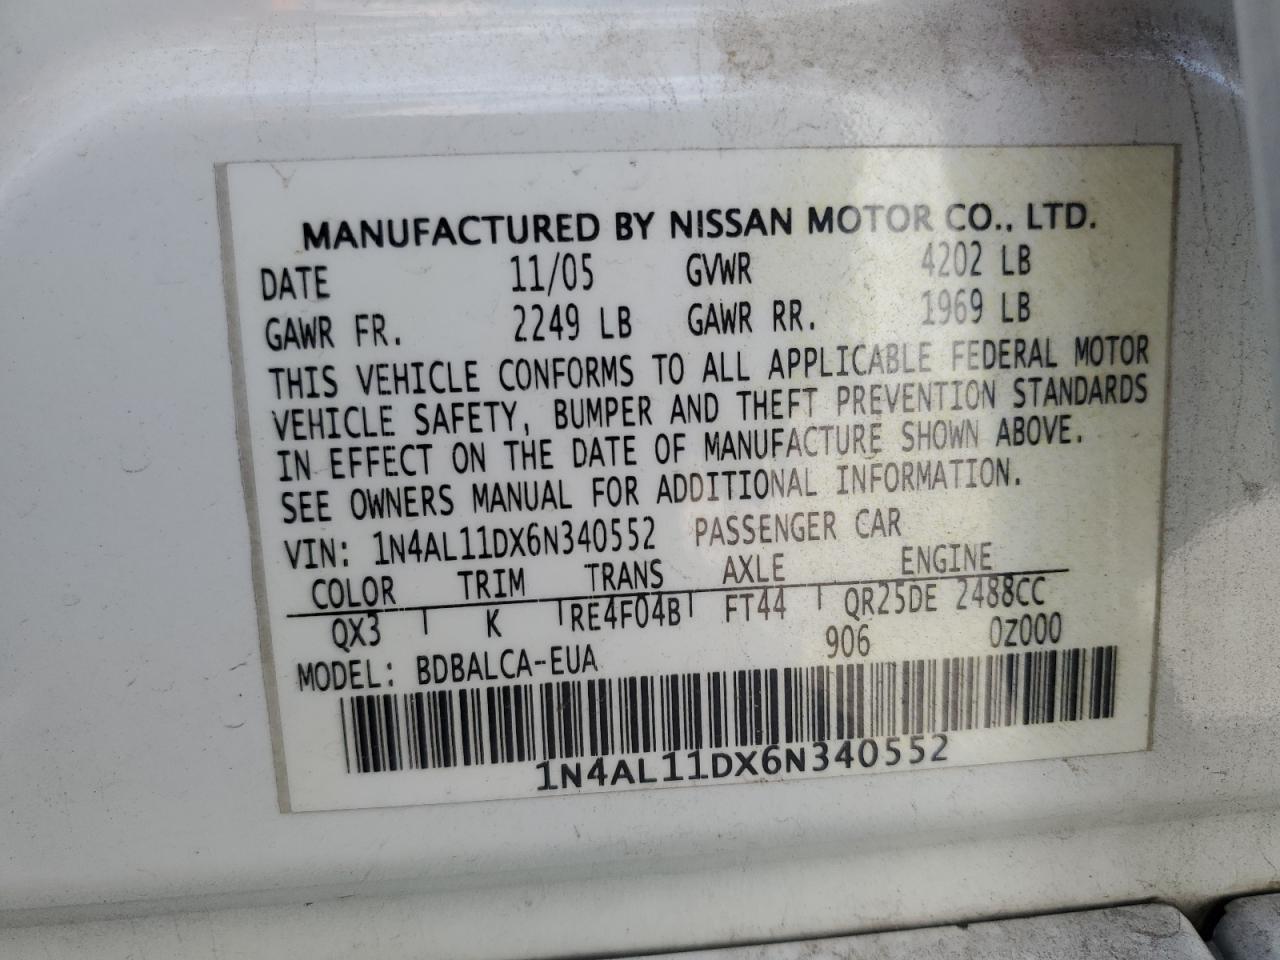 MANUFACTURED BY NISSAN MOTOR CO., LTD.
DATE 11/05 GVWR 4202 LB
GAWR FR. 2249 LB GAWR RR. 1969 LB
THIS VEHICLE CONFORMS TO ALL APPLICABLE FEDERAL MOTOR
VEHICLE SAFETY, BUMPER AND THEFT PREVENTION STANDARDS
IN EFFECT ON THE DATE OF MANUFACTURE SHOWN ABOVE.
SEE OWNERS MANUAL FOR ADDITIONAL INFORMATION.
VIN: 1N4AL11DX6N340552 PASSENGER CAR
COLOR TRIM TRANS AXLE ENGINE
QX3 K RE4F04B FT44 QR25DE 2488CC
906 0Z000
MODEL: BDBALCA-EUA
1N4AL11DX6N340552